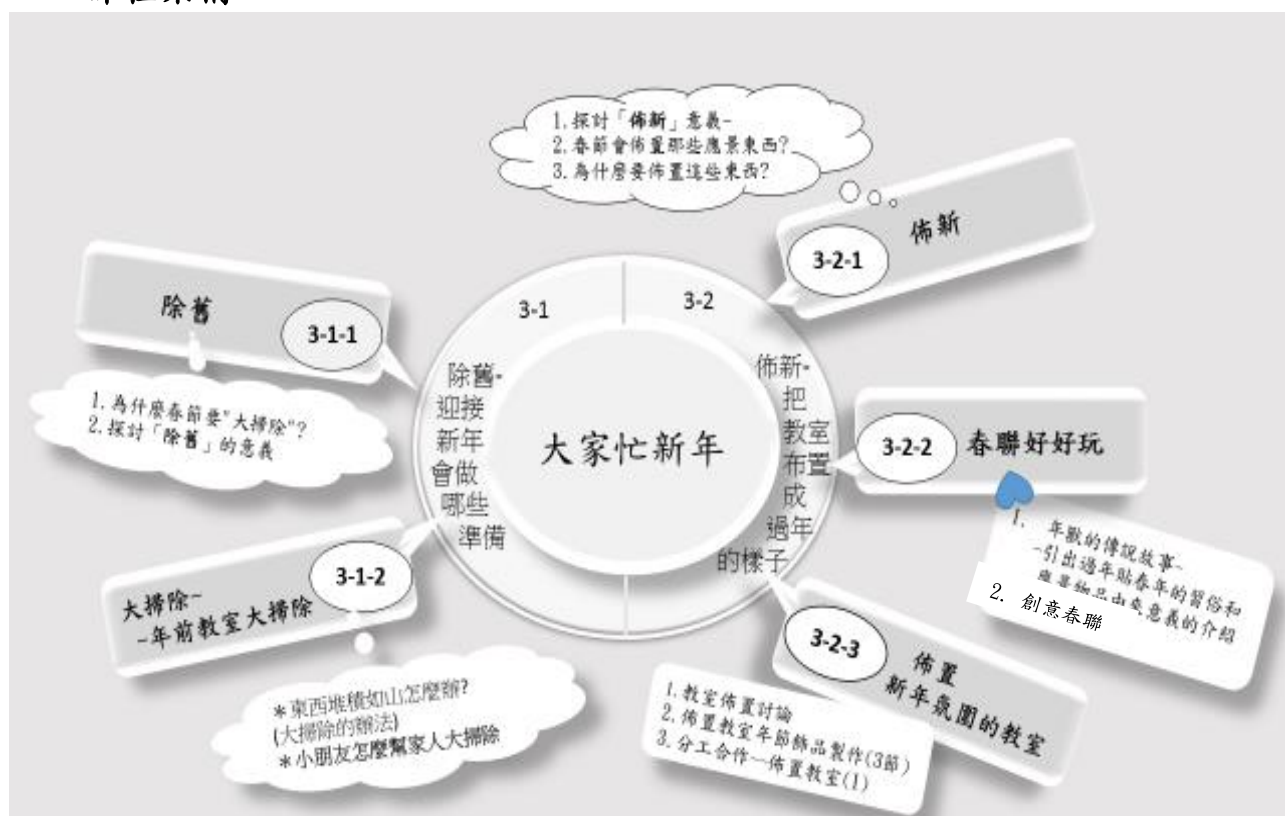 1.探討「佈新」意義~
2.春節會佈置那些應景東西?
3.為什麼要佈置這些東西?
佈新
3-2-1
3-1
3-2
除舊
3-1-1
1.為什麼春節要"大掃除"?
2.探討「除舊」的意義
除舊-
迎接
新年
會做
哪些
準備
大家忙新年
佈新-
把
教室
布置
成
過年
的樣子
3-2-2
春聯好好玩
1. 年獸的傳說故事~
~引出過年貼春年的習俗和
意義的介紹
2. 創意春聯
3-1-2
大掃除~
~年前教室大掃除
*東西堆積如山怎麼辦?
(大掃除的辦法)
*小朋友怎麼幫家人大掃除
3-2-3
佈置
新年氛圍的教室
1.教室佈置討論
2.佈置教室年節飾品製作(3節)
3.分工合作—佈置教室(1)